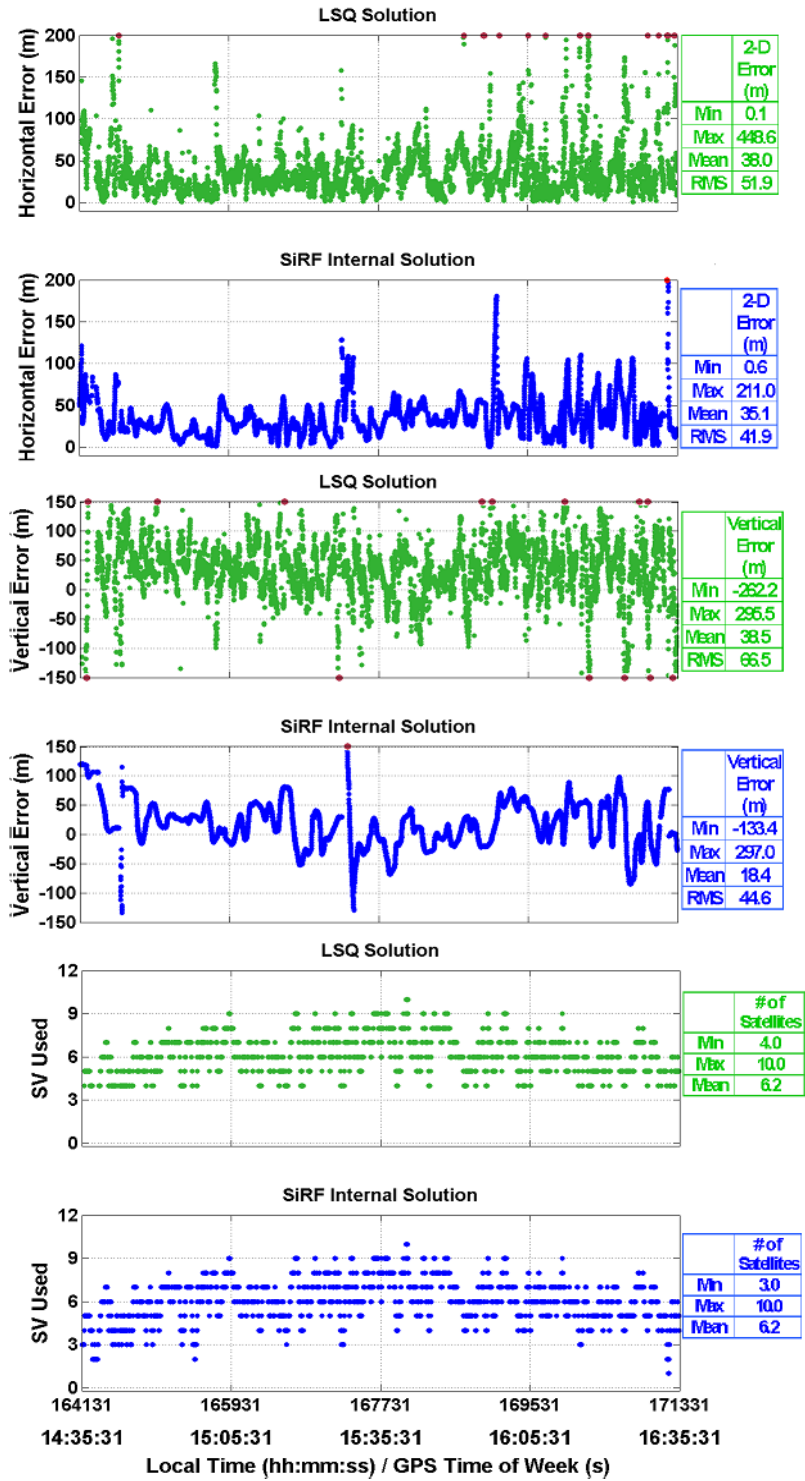 LSQ Solution
Horizontal Error (m)
200
150
100
50
0
2-D
Error
(m)
Min 0.1
Max 448.6
Mean 38.0
RMS 51.9
SiRF Internal Solution
Horizontal Error (m)
200
150
100
50
0
2-D
Error
(m)
Min 0.6
Max 211.0
Mean 35.1
RMS 41.9
LSQ Solution
Vertical Error (m)
150
100
50
0
-50
-100
-150
Vertical
Error
(m)
Min -262.2
Max 295.5
Mean 38.5
RMS 66.5
SiRF Internal Solution
Vertical Error (m)
150
100
50
0
-50
-100
-150
Vertical
Error
(m)
Min -133.4
Max 297.0
Mean 18.4
RMS 44.6
LSQ Solution
SV Used
12
9
6
3
0
# of
Satellites
Min 4.0
Max 10.0
Mean 6.2
SiRF Internal Solution
SV Used
12
9
6
3
0
# of
Satellites
Min 3.0
Max 10.0
Mean 6.2
164131 165931 167731 169531 171331
14:35:31 15:05:31 15:35:31 16:05:31 16:35:31
Local Time (hh:mm:ss) / GPS Time of Week (s)